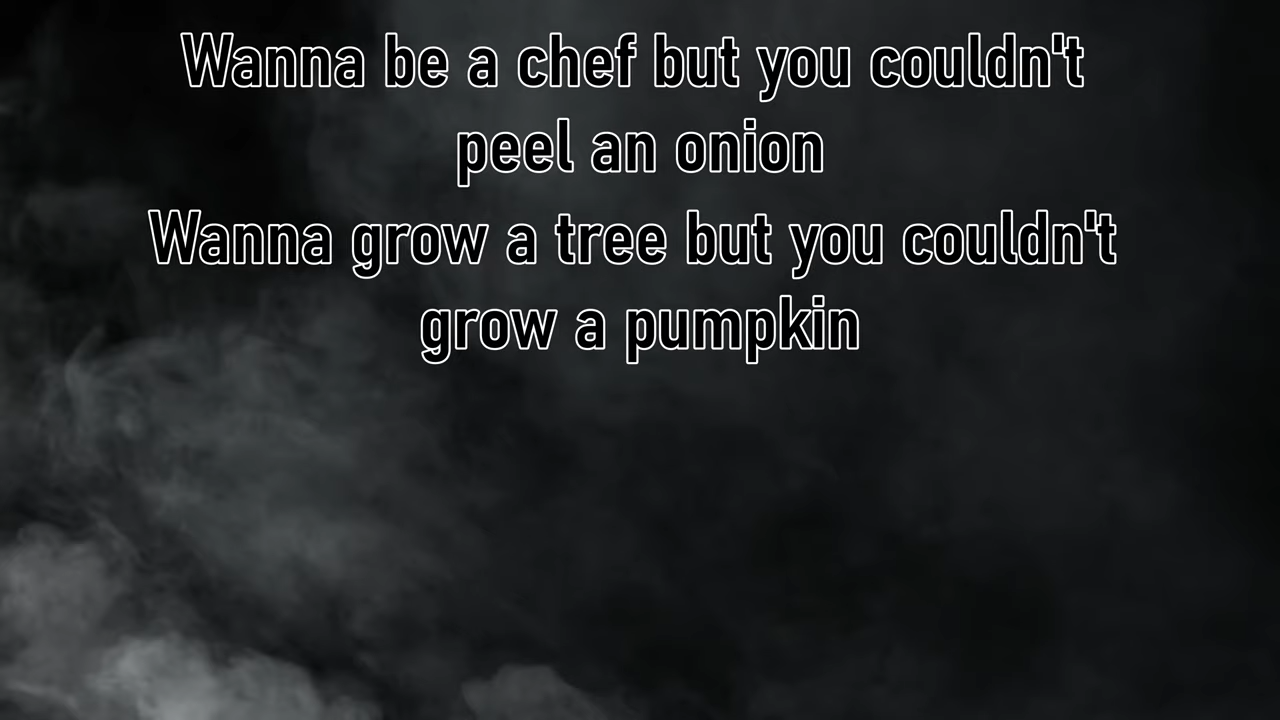 Wanna be a chef but you couldn't
peel an onion
Wanna grow a tree but you couldn't
grow a pumpkin